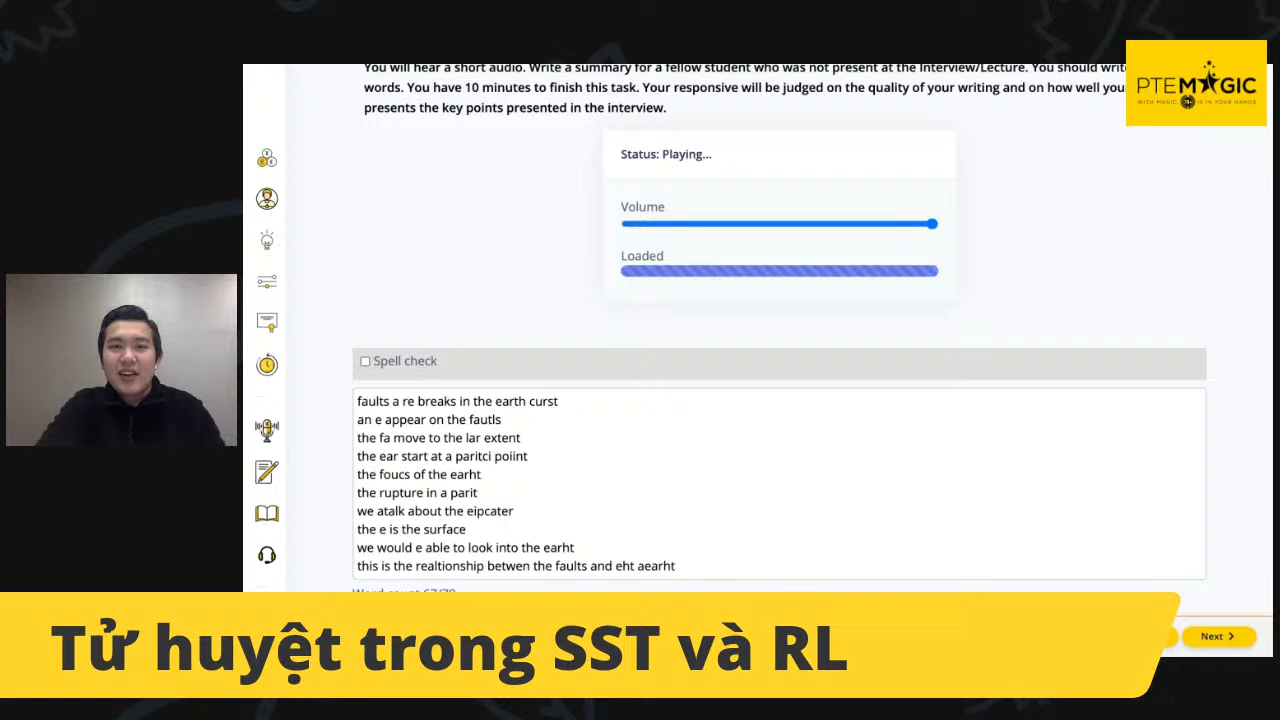 You will hear a short audio. Write a summary for a fellow student who was not present at the Interview/Lecture. You should write
words. You have 10 minutes to finish this task. Your responsive will be judged on the quality of your writing and on how well your
presents the key points presented in the interview.
PTE MAGIC
WITH MAGIC, 79+ IS IN YOUR HANDS
Status: Playing...
Volume
Loaded
Spell check
faults a re breaks in the earth curst
an e appear on the fautls
the fa move to the lar extent
the ear start at a paritci poiint
the foucs of the earht
the rupture in a parit
we atalk about the eipcater
the e is the surface
we would e able to look into the earht
this is the realtionship betwen the faults and eht aearht
Next
Tử huyệt trong SST và RL